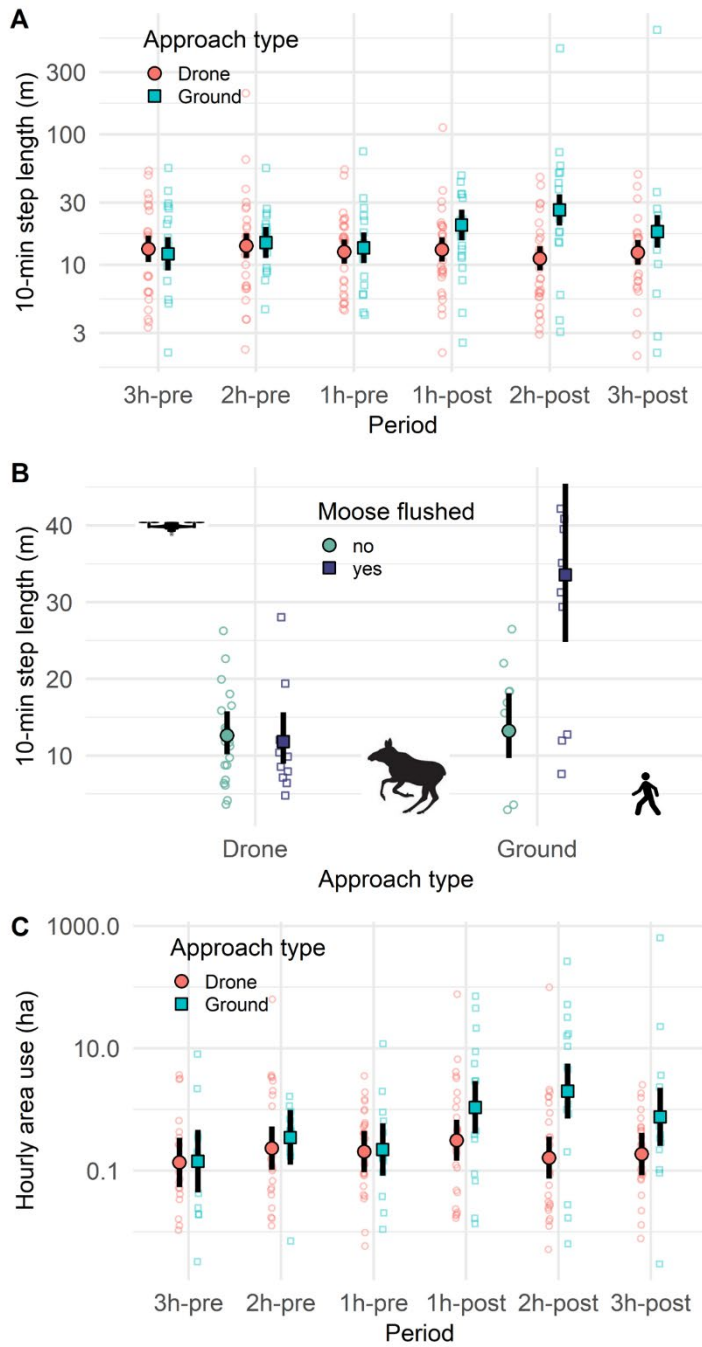 A
Approach type
Drone
Ground
10-min step length (m)
300
100
30
10
3
3h-pre 2h-pre 1h-pre 1h-post 2h-post 3h-post
Period
B
Moose flushed
no
yes
10-min step length (m)
40
30
20
10
Drone Ground
Approach type
C
Approach type
Drone
Ground
Hourly area use (ha)
1000.0
10.0
0.1
3h-pre 2h-pre 1h-pre 1h-post 2h-post 3h-post
Period